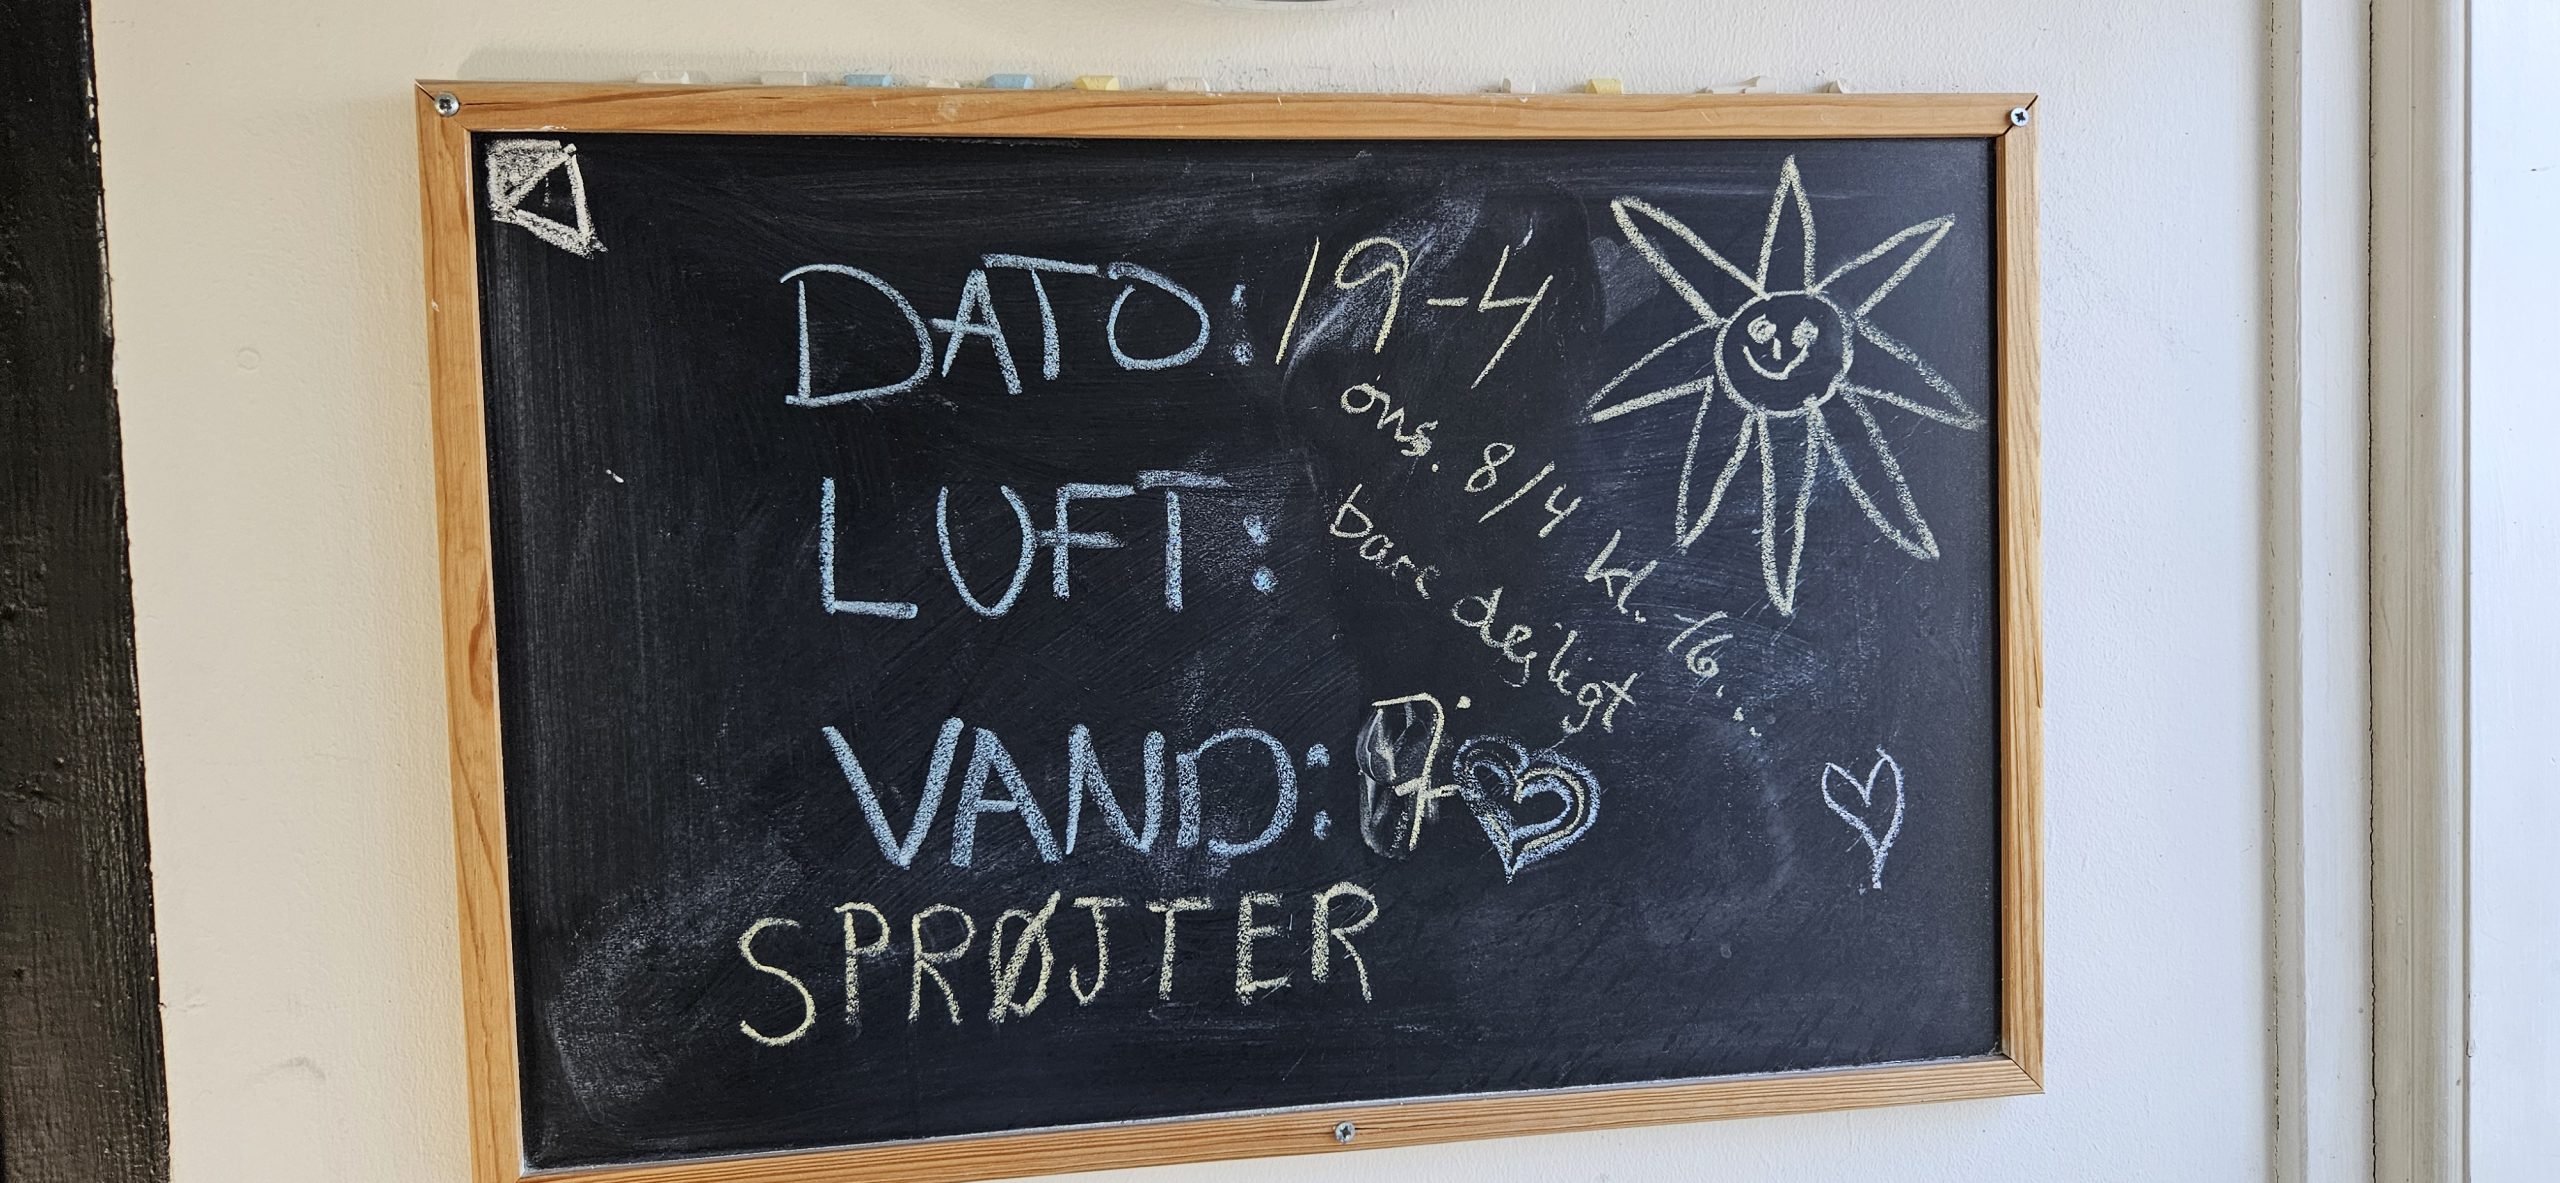 DATO: 19-4
ons. 8/4 kl. 16...
bare dejligt
LUFT:
VAND: 7°
SPRØJTER